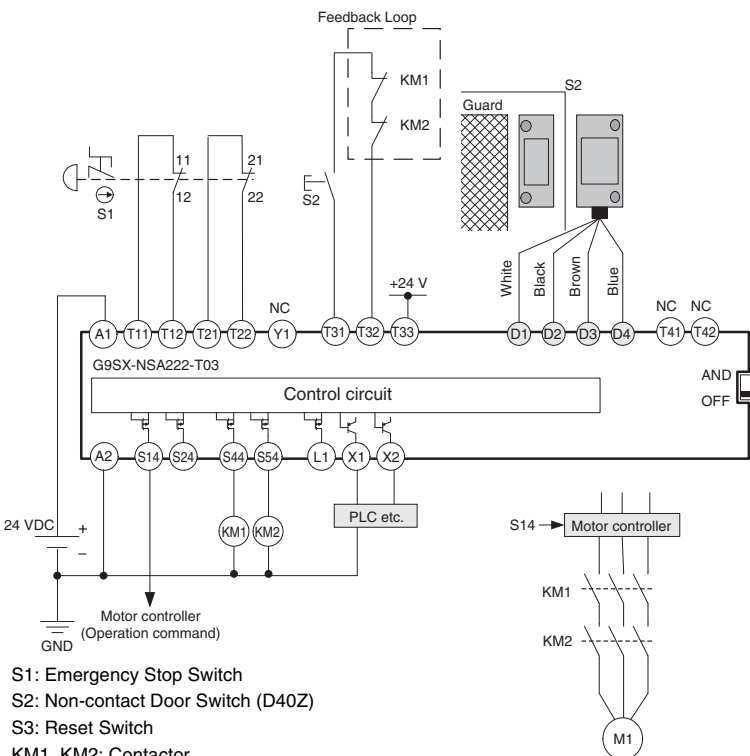 Feedback Loop
KM1
KM2
S2
Guard
11
21
12
22
S1
S2
White
Black
Brown
Blue
+24 V
NC
NC NC
A1 T11 T12 T21 T22 Y1 T31 T32 T33 D1 D2 D3 D4 T41 T42
G9SX-NSA222-T03
AND
OFF
Control circuit
A2 S14 S24 S44 S54 L1 X1 X2
24 VDC
+
–
KM1 KM2
PLC etc.
S14
Motor controller
KM1
KM2
M1
GND
Motor controller
(Operation command)
S1: Emergency Stop Switch
S2: Non-contact Door Switch (D40Z)
S3: Reset Switch
KM1, KM2: Contactor